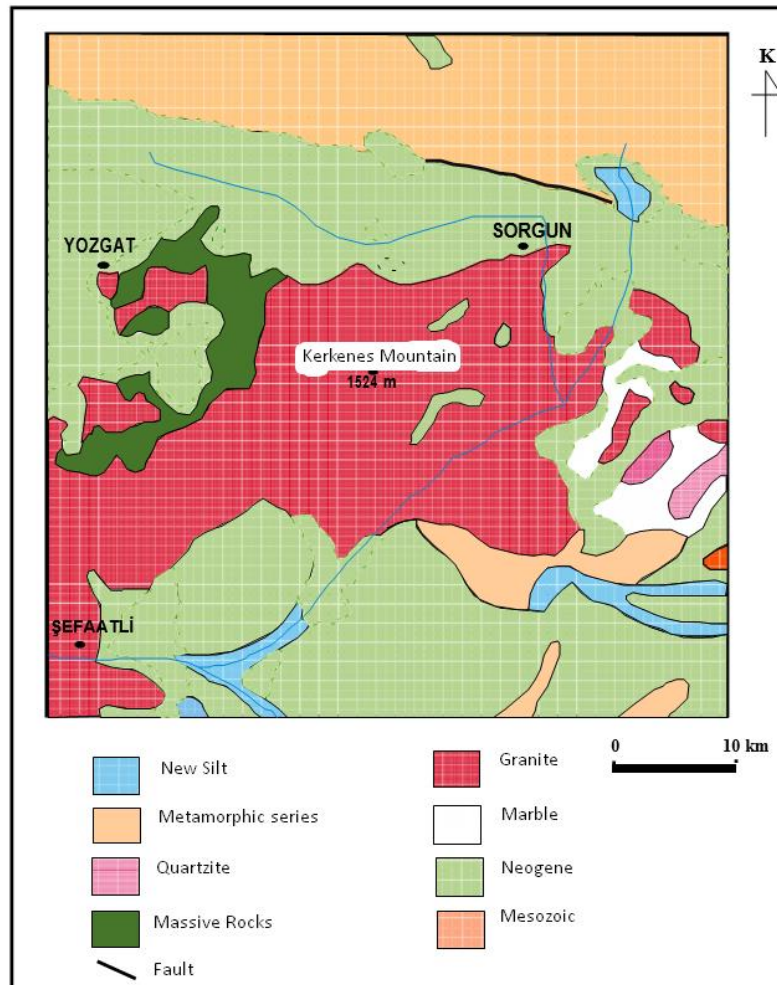 K
YOZGAT
SORGUN
Kerkenes Mountain
1524 m
ŞEFAATLİ
New Silt
Metamorphic series
Quartzite
Massive Rocks
Fault
Granite
Marble
Neogene
Mesozoic
0 10 km